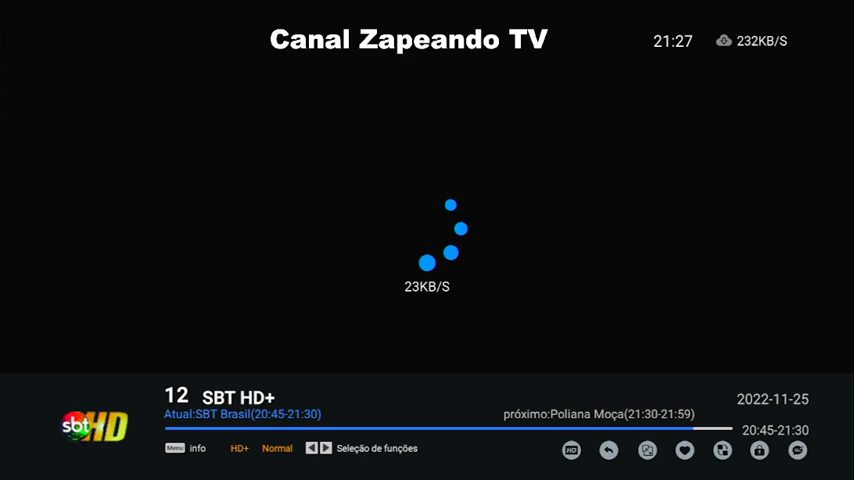 Canal Zapeando TV
21:27
232KB/S
23KB/S
12 SBT HD+
2022-11-25
Atual:SBT Brasil(20:45-21:30)
próximo:Poliana Moça(21:30-21:59)
sbt HD
20:45-21:30
Menu info HD+ Normal Seleção de funções
HD